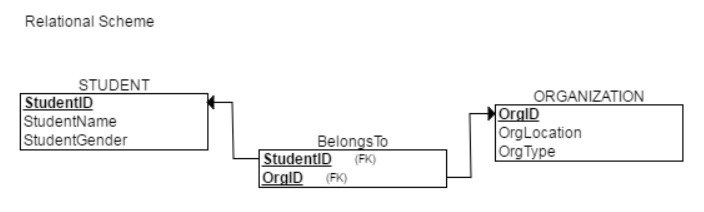 Relational Scheme
STUDENT
StudentID
StudentName
StudentGender
BelongsTo
StudentID (FK)
OrgID (FK)
ORGANIZATION
OrgID
OrgLocation
OrgType